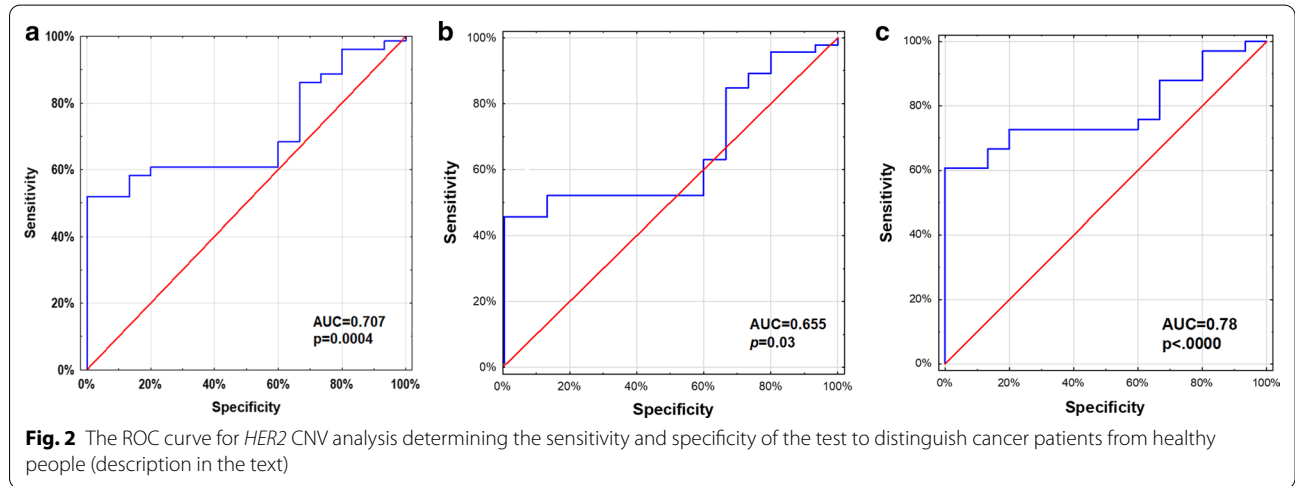 a
100%
80%
60%
40%
20%
0%
Sensitivity
0% 20% 40% 60% 80% 100%
Specificity
AUC=0.707
p=0.0004
b
100%
80%
60%
40%
20%
0%
Sensitivity
0% 20% 40% 60% 80% 100%
Specificity
AUC=0.655
p=0.03
c
100%
80%
60%
40%
20%
0%
Sensitivity
0% 20% 40% 60% 80% 100%
Specificity
AUC=0.78
p<.0000
Fig. 2 The ROC curve for HER2 CNV analysis determining the sensitivity and specificity of the test to distinguish cancer patients from healthy
people (description in the text)